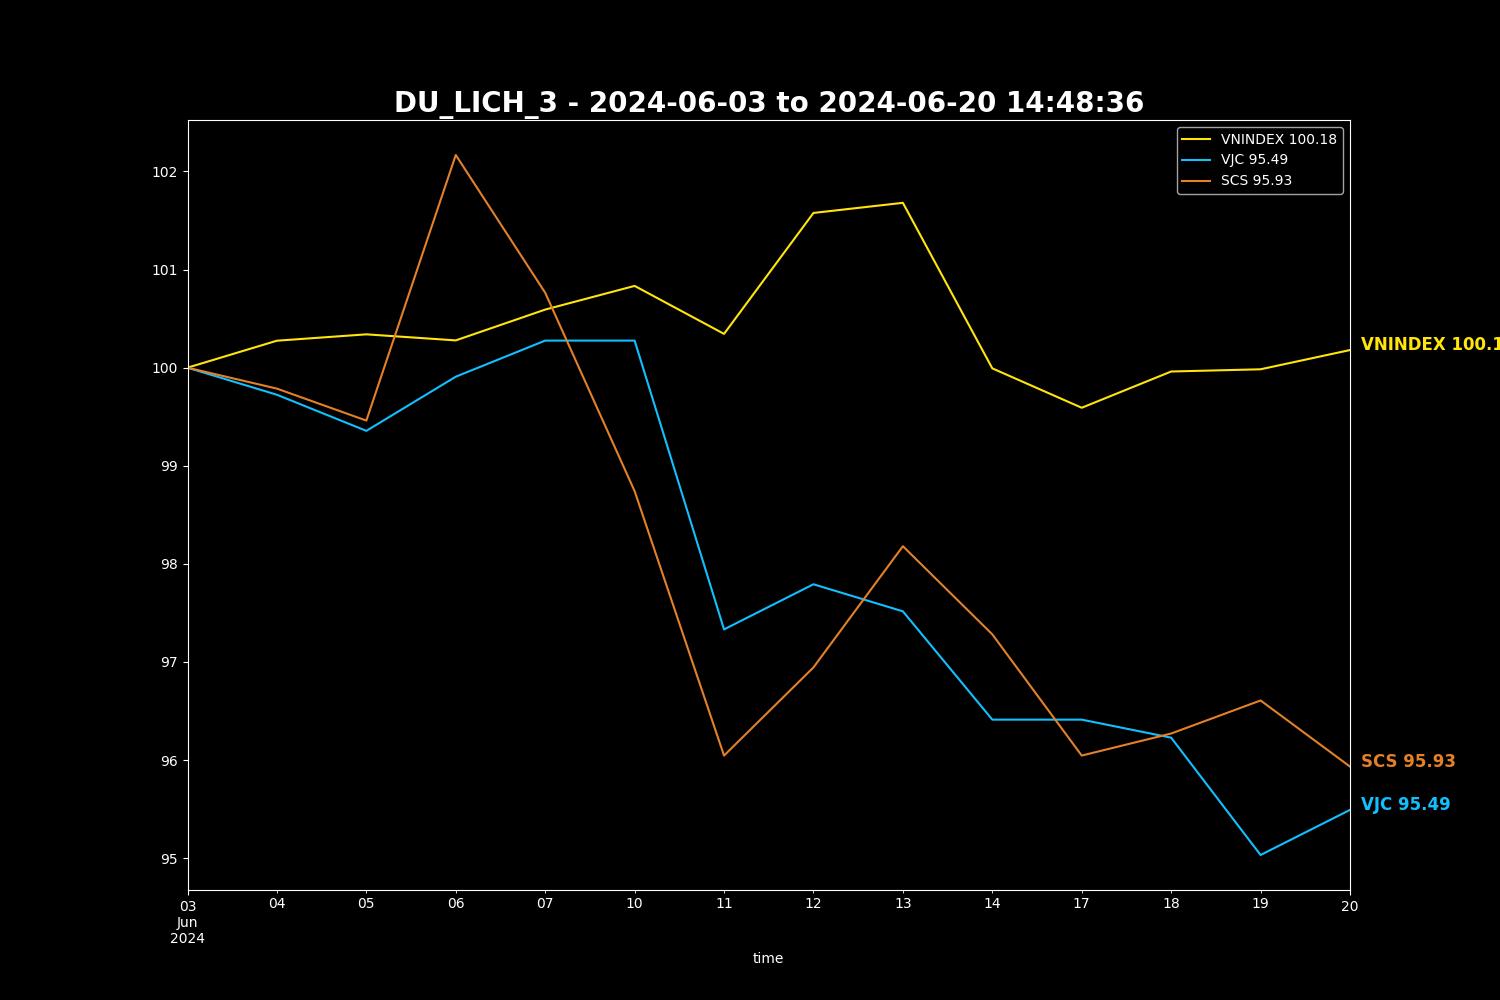 DU_LICH_3 - 2024-06-03 to 2024-06-20 14:48:36
VNINDEX 100.18
VJC 95.49
SCS 95.93
102
101
100
99
98
97
96
95
VNINDEX 100.1
SCS 95.93
VJC 95.49
03 04 05 06 07 10 11 12 13 14 17 18 19 20
Jun
2024
time